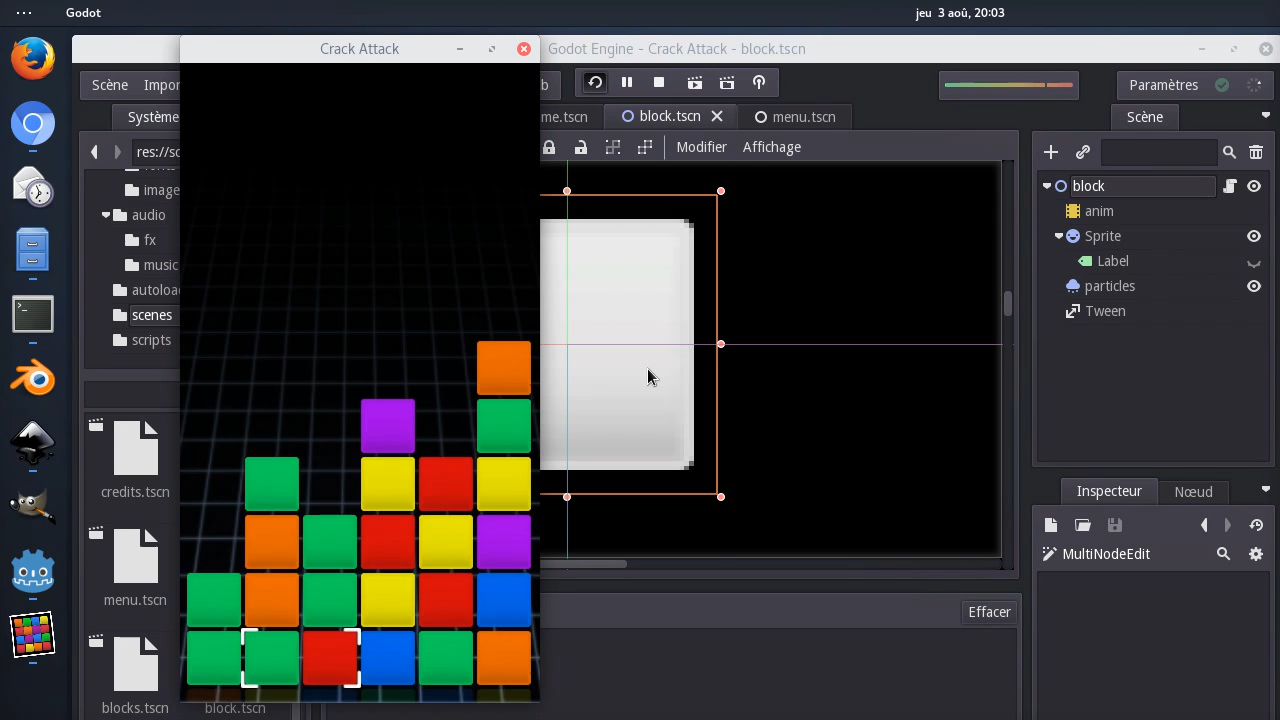 Godot
jeu 3 aoû, 20:03
Crack Attack
Godot Engine - Crack Attack - block.tscn
Scène
Impor
Paramètres
Système
me.tscn
block.tscn
menu.tscn
Scène
res://sc
Modifier
Affichage
image
audio
fx
music
autoloa
scenes
scripts
block
anim
Sprite
Label
particles
Tween
credits.tscn
menu.tscn
blocks.tscn
block.tscn
Inspecteur
Nœud
MultiNodeEdit
Effacer